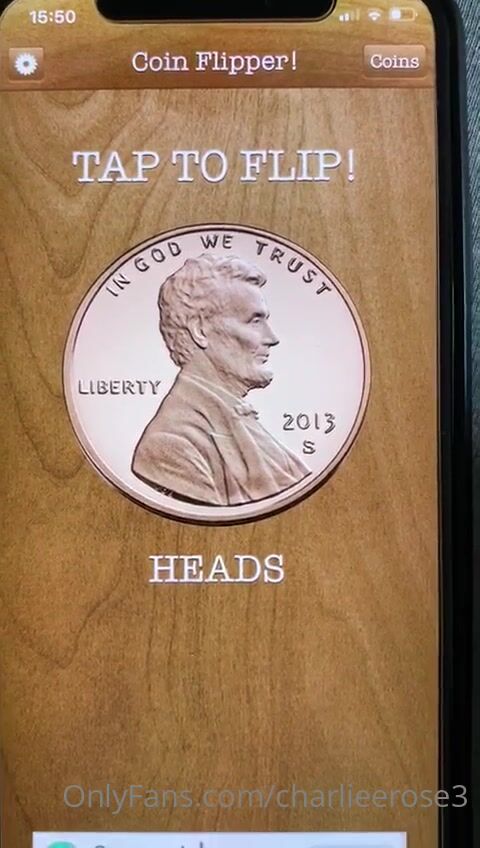 15:50
Coin Flipper!
Coins
TAP TO FLIP!
IN GOD WE TRUST
LIBERTY
2013
S
HEADS
OnlyFans.com/charlieerose3